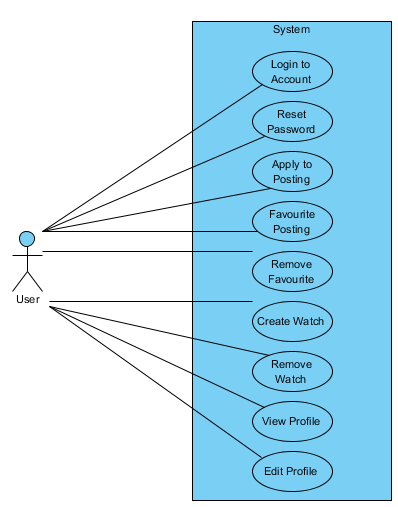 System
Login to
Account
Reset
Password
Apply to
Posting
Favourite
Posting
Remove
Favourite
User
Create Watch
Remove
Watch
View Profile
Edit Profile